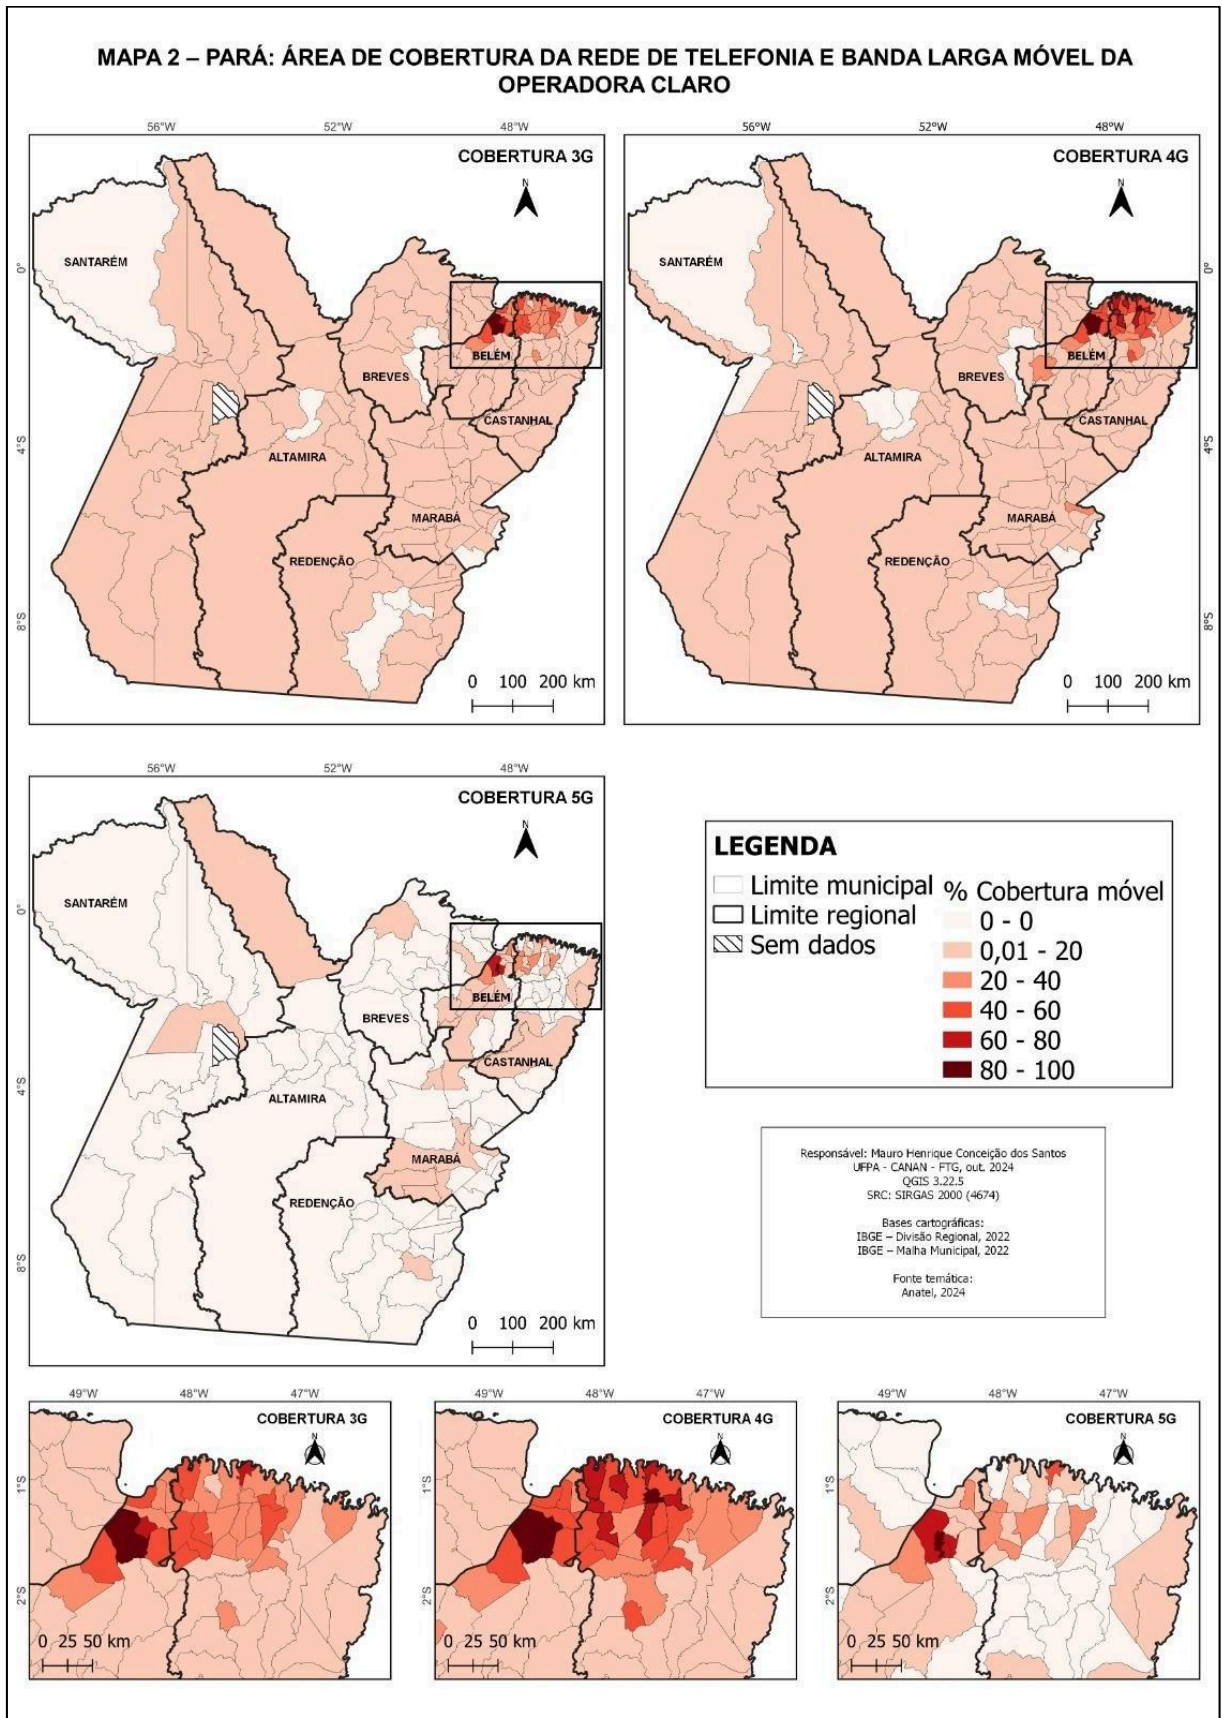 MAPA 2 – PARÁ: ÁREA DE COBERTURA DA REDE DE TELEFONIA E BANDA LARGA MÓVEL DA
OPERADORA CLARO
56°W 52°W 48°W
COBERTURA 3G
N
SANTARÉM
0°
BELÉM
BREVES
CASTANHAL
4°S
ALTAMIRA
MARABÁ
REDENÇÃO
8°S
0 100 200 km
56°W 52°W 48°W
COBERTURA 4G
N
SANTARÉM
0°
BELÉM
BREVES
CASTANHAL
4°S
ALTAMIRA
MARABÁ
REDENÇÃO
8°S
0 100 200 km
56°W 52°W 48°W
COBERTURA 5G
N
SANTARÉM
0°
BELÉM
BREVES
CASTANHAL
4°S
ALTAMIRA
MARABÁ
REDENÇÃO
8°S
0 100 200 km
LEGENDA
Limite municipal
Limite regional
Sem dados
% Cobertura móvel
0 - 0
0,01 - 20
20 - 40
40 - 60
60 - 80
80 - 100
Responsável: Mauro Henrique Conceição dos Santos
UFPA - CANAN - FTG, out. 2024
QGIS 3.22.5
SRC: SIRGAS 2000 (4674)
Bases cartográficas:
IBGE – Divisão Regional, 2022
IBGE – Malha Municipal, 2022
Fonte temática:
Anatel, 2024
49°W 48°W 47°W
COBERTURA 3G
N
1°S
2°S
0 25 50 km
49°W 48°W 47°W
COBERTURA 4G
N
1°S
2°S
0 25 50 km
49°W 48°W 47°W
COBERTURA 5G
N
1°S
2°S
0 25 50 km